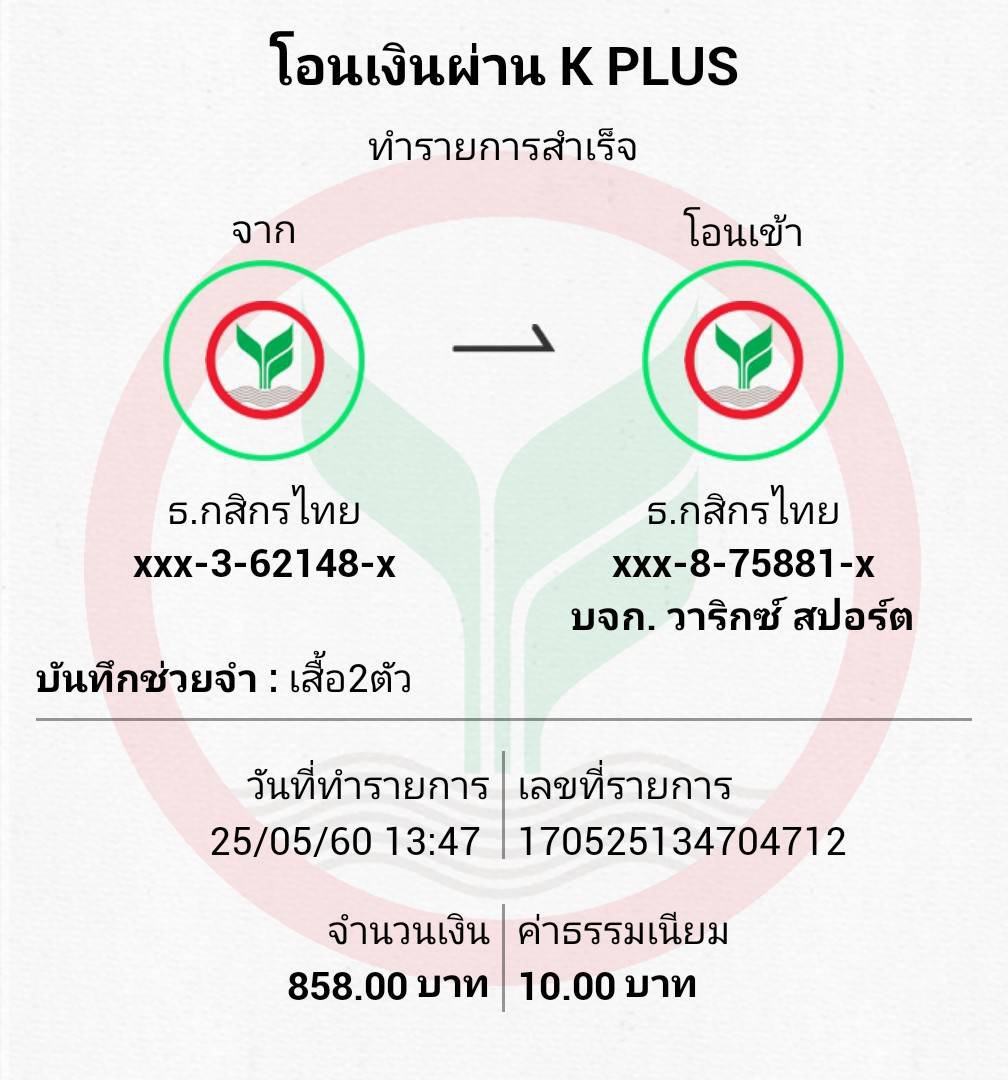 โอนเงินผ่าน K PLUS
ทำรายการสำเร็จ
จาก
โอนเข้า
ธ.กสิกรไทย
xxx-3-62148-x
ธ.กสิกรไทย
xxx-8-75881-x
บจก. วาริกซ์ สปอร์ต
บันทึกช่วยจำ : เสื้อ2ตัว
วันที่ทำรายการ
25/05/60 13:47
เลขที่รายการ
170525134704712
จำนวนเงิน
858.00 บาท
ค่าธรรมเนียม
10.00 บาท